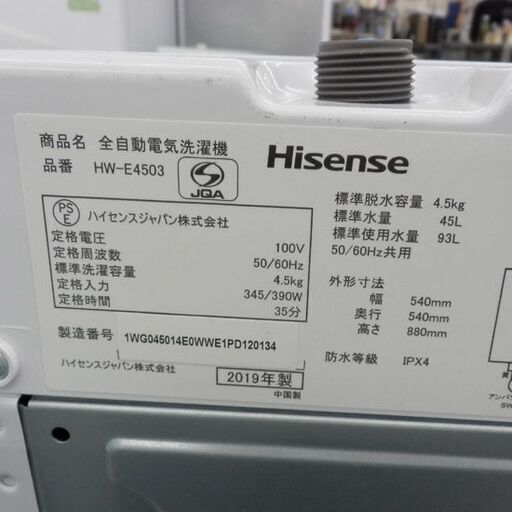 商品名 全自動電気洗濯機
品番 HW-E4503
JQA
Hisense
PS
E
ハイセンスジャパン株式会社
定格電圧 100V
定格周波数 50/60Hz
標準洗濯容量 4.5kg
定格入力 345/390W
定格時間 35分
製造番号 1WG045014E0WWE1PD120134
ハイセンスジャパン株式会社
2019年製
中国製
標準脱水容量 4.5kg
標準水量 45L
標準使用水量 93L
50/60Hz共用
外形寸法
幅 540mm
奥行 540mm
高さ 880mm
防水等級 IPX4
アンバ
SW